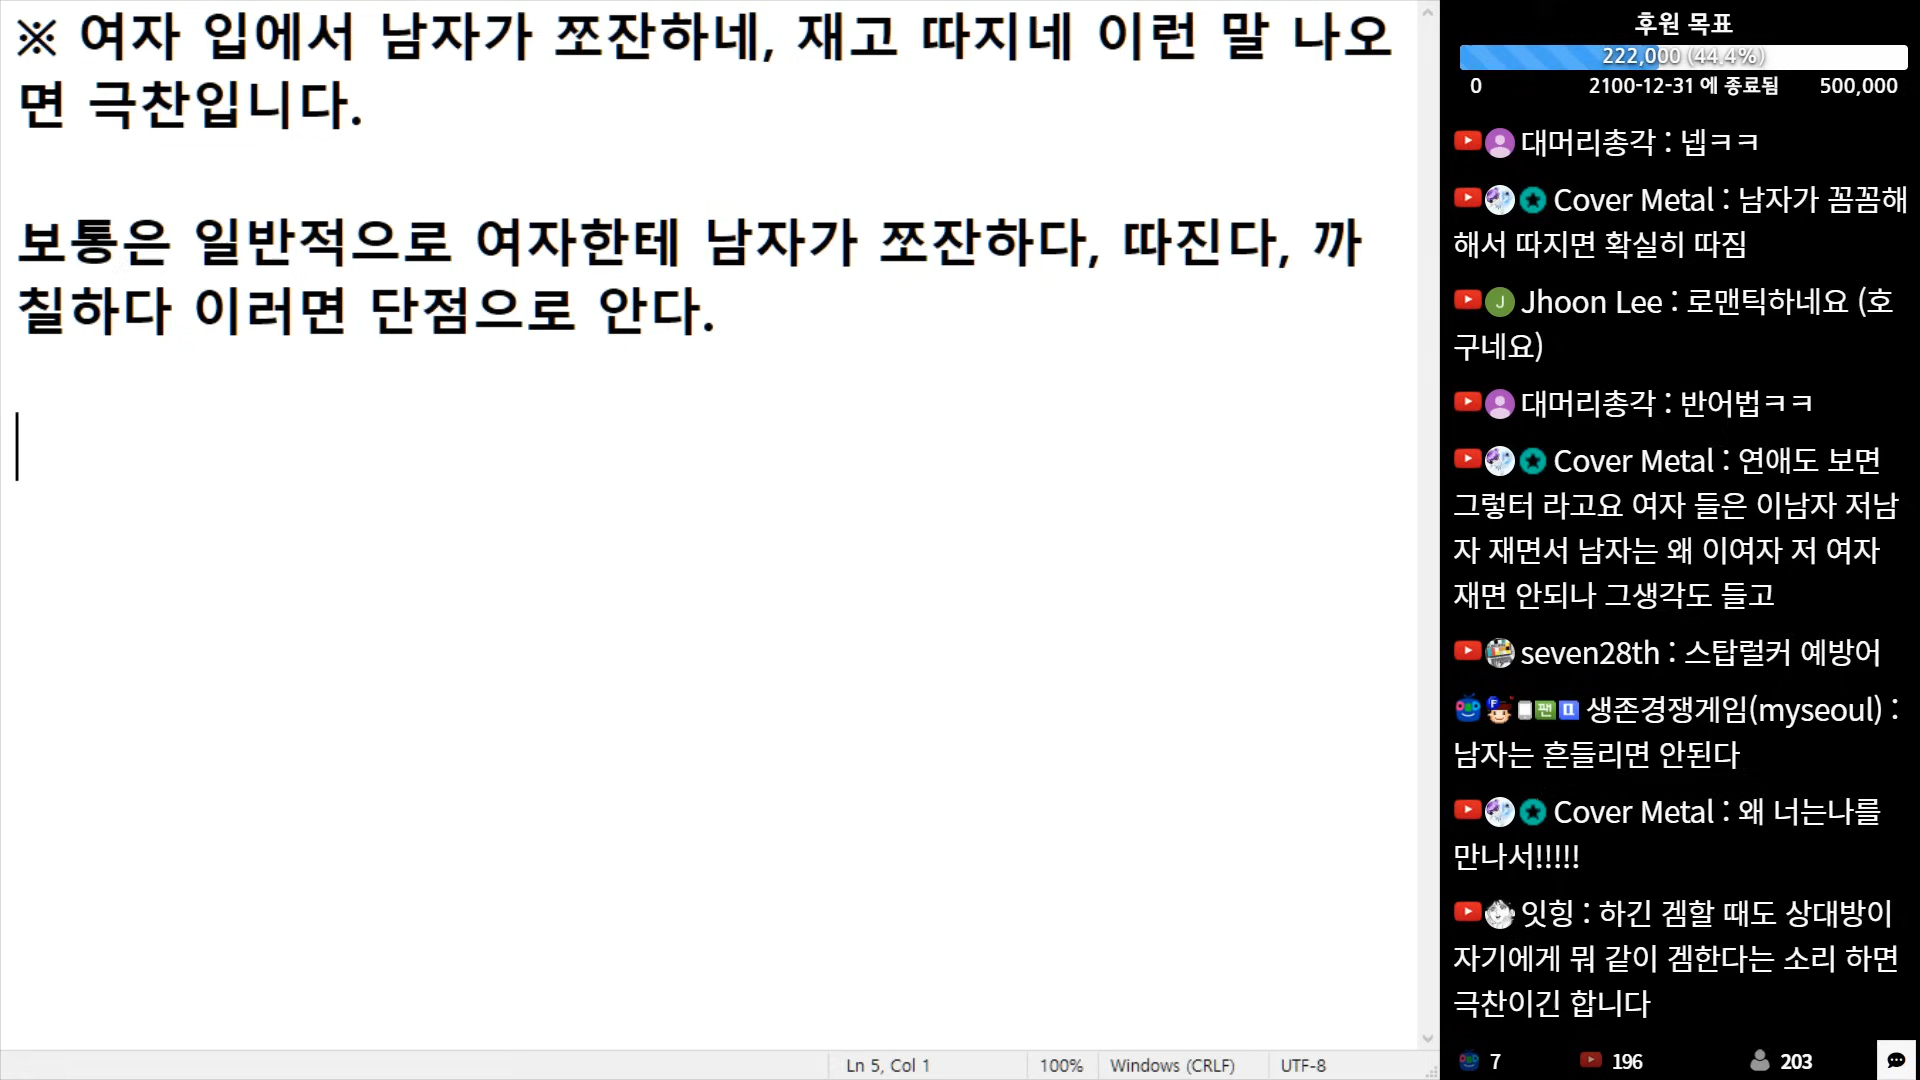 ※ 여자 입에서 남자가 쪼잔하네, 재고 따지네 이런 말 나오
면 극찬입니다.
보통은 일반적으로 여자한테 남자가 쪼잔하다, 따진다, 까
칠하다 이러면 단점으로 안다.
Ln 5, Col 1
100%
Windows (CRLF)
UTF-8
후원 목표
222,000 (44.4%)
0 2100-12-31 에 종료됨 500,000
대머리총각 : 넵ㅋㅋ
Cover Metal : 남자가 꼼꼼해
해서 따지면 확실히 따짐
J Jhoon Lee : 로맨틱하네요 (호
구네요)
대머리총각 : 반어법ㅋㅋ
Cover Metal : 연애도 보면
그렇터 라고요 여자 들은 이남자 저남
자 재면서 남자는 왜 이여자 저 여자
재면 안되나 그생각도 들고
seven28th : 스탑럴커 예방어
F 팬 생존경쟁게임(myseoul) :
남자는 흔들리면 안된다
Cover Metal : 왜 너는나를
만나서!!!!!
잇힝 : 하긴 겜할 때도 상대방이
자기에게 뭐 같이 겜한다는 소리 하면
극찬이긴 합니다
7 196 203